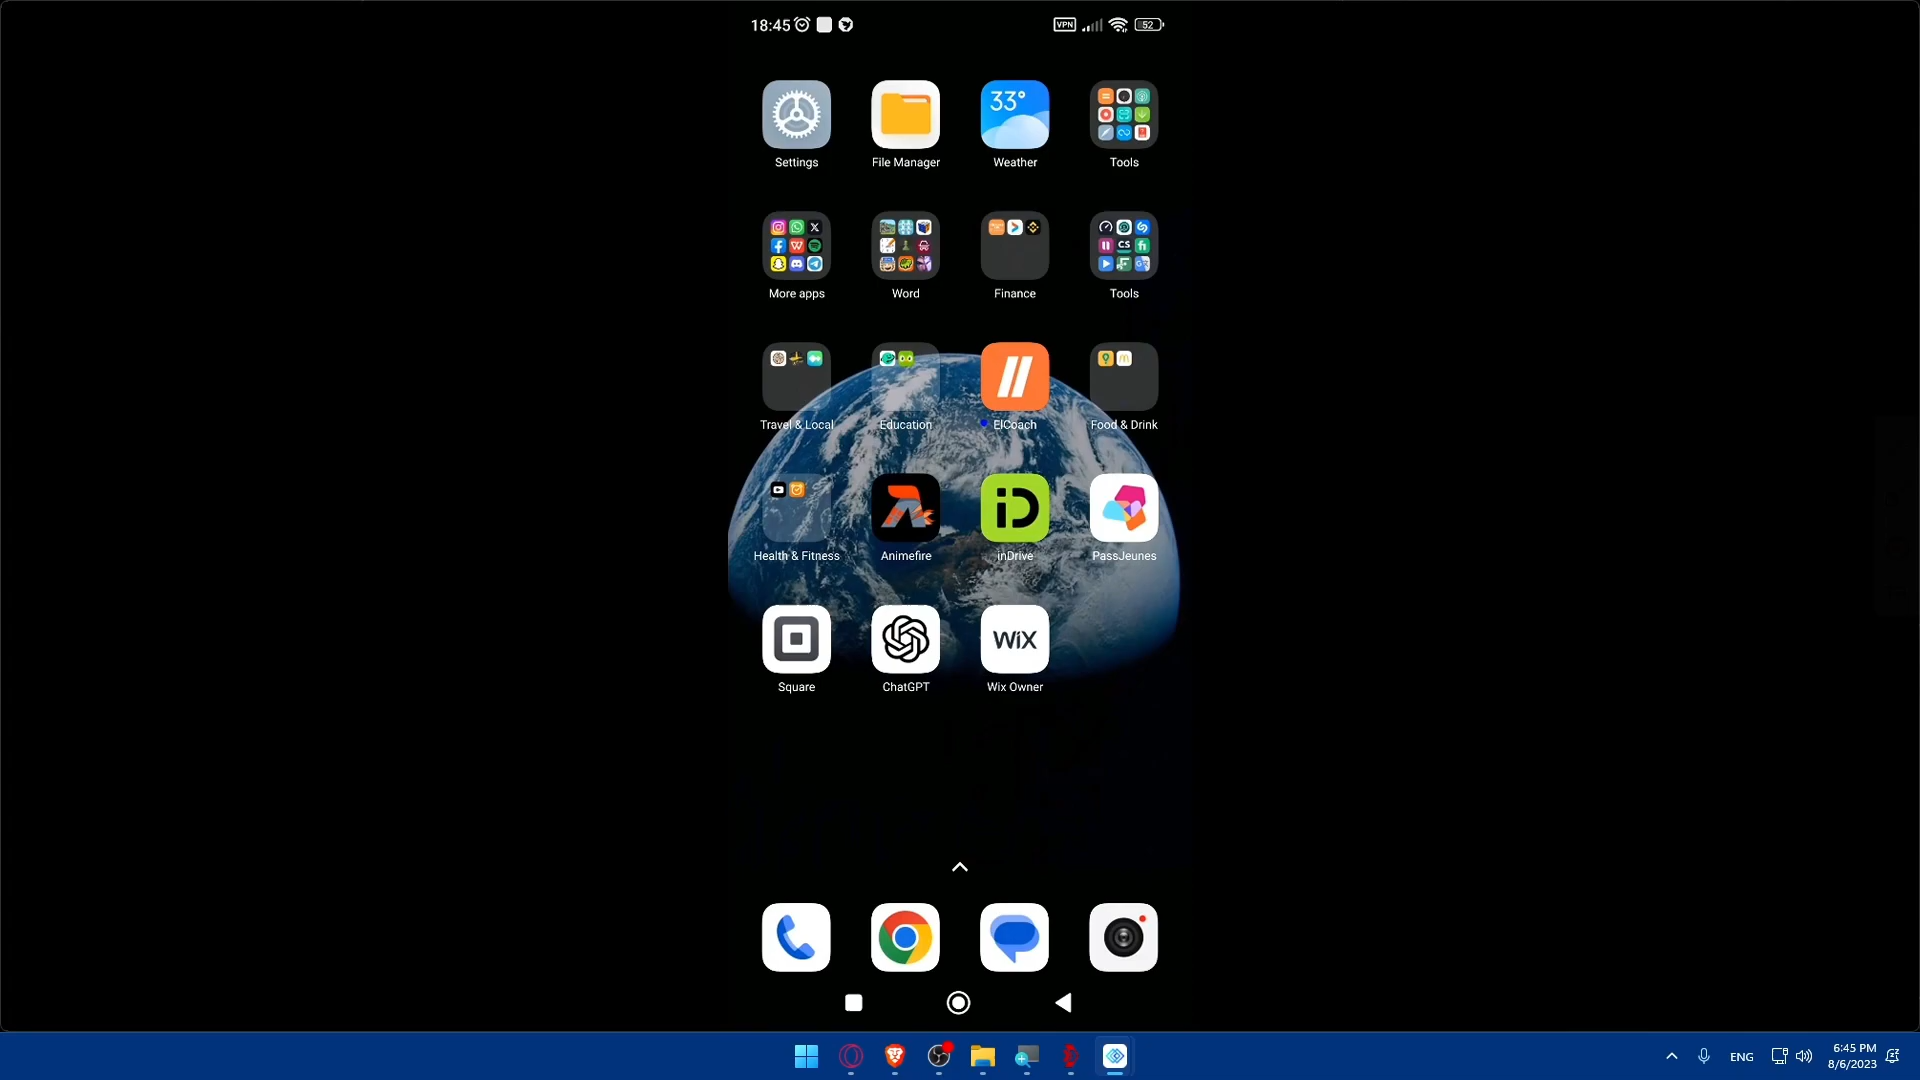 18:45
VPN
52
33°
Settings
File Manager
Weather
Tools
CS
More apps
Word
Finance
Tools
Travel & Local
Education
ElCoach
Food & Drink
iD
Health & Fitness
Animefire
inDrive
PassJeunes
WiX
Square
ChatGPT
Wix Owner
ENG
6:45 PM
8/6/2023